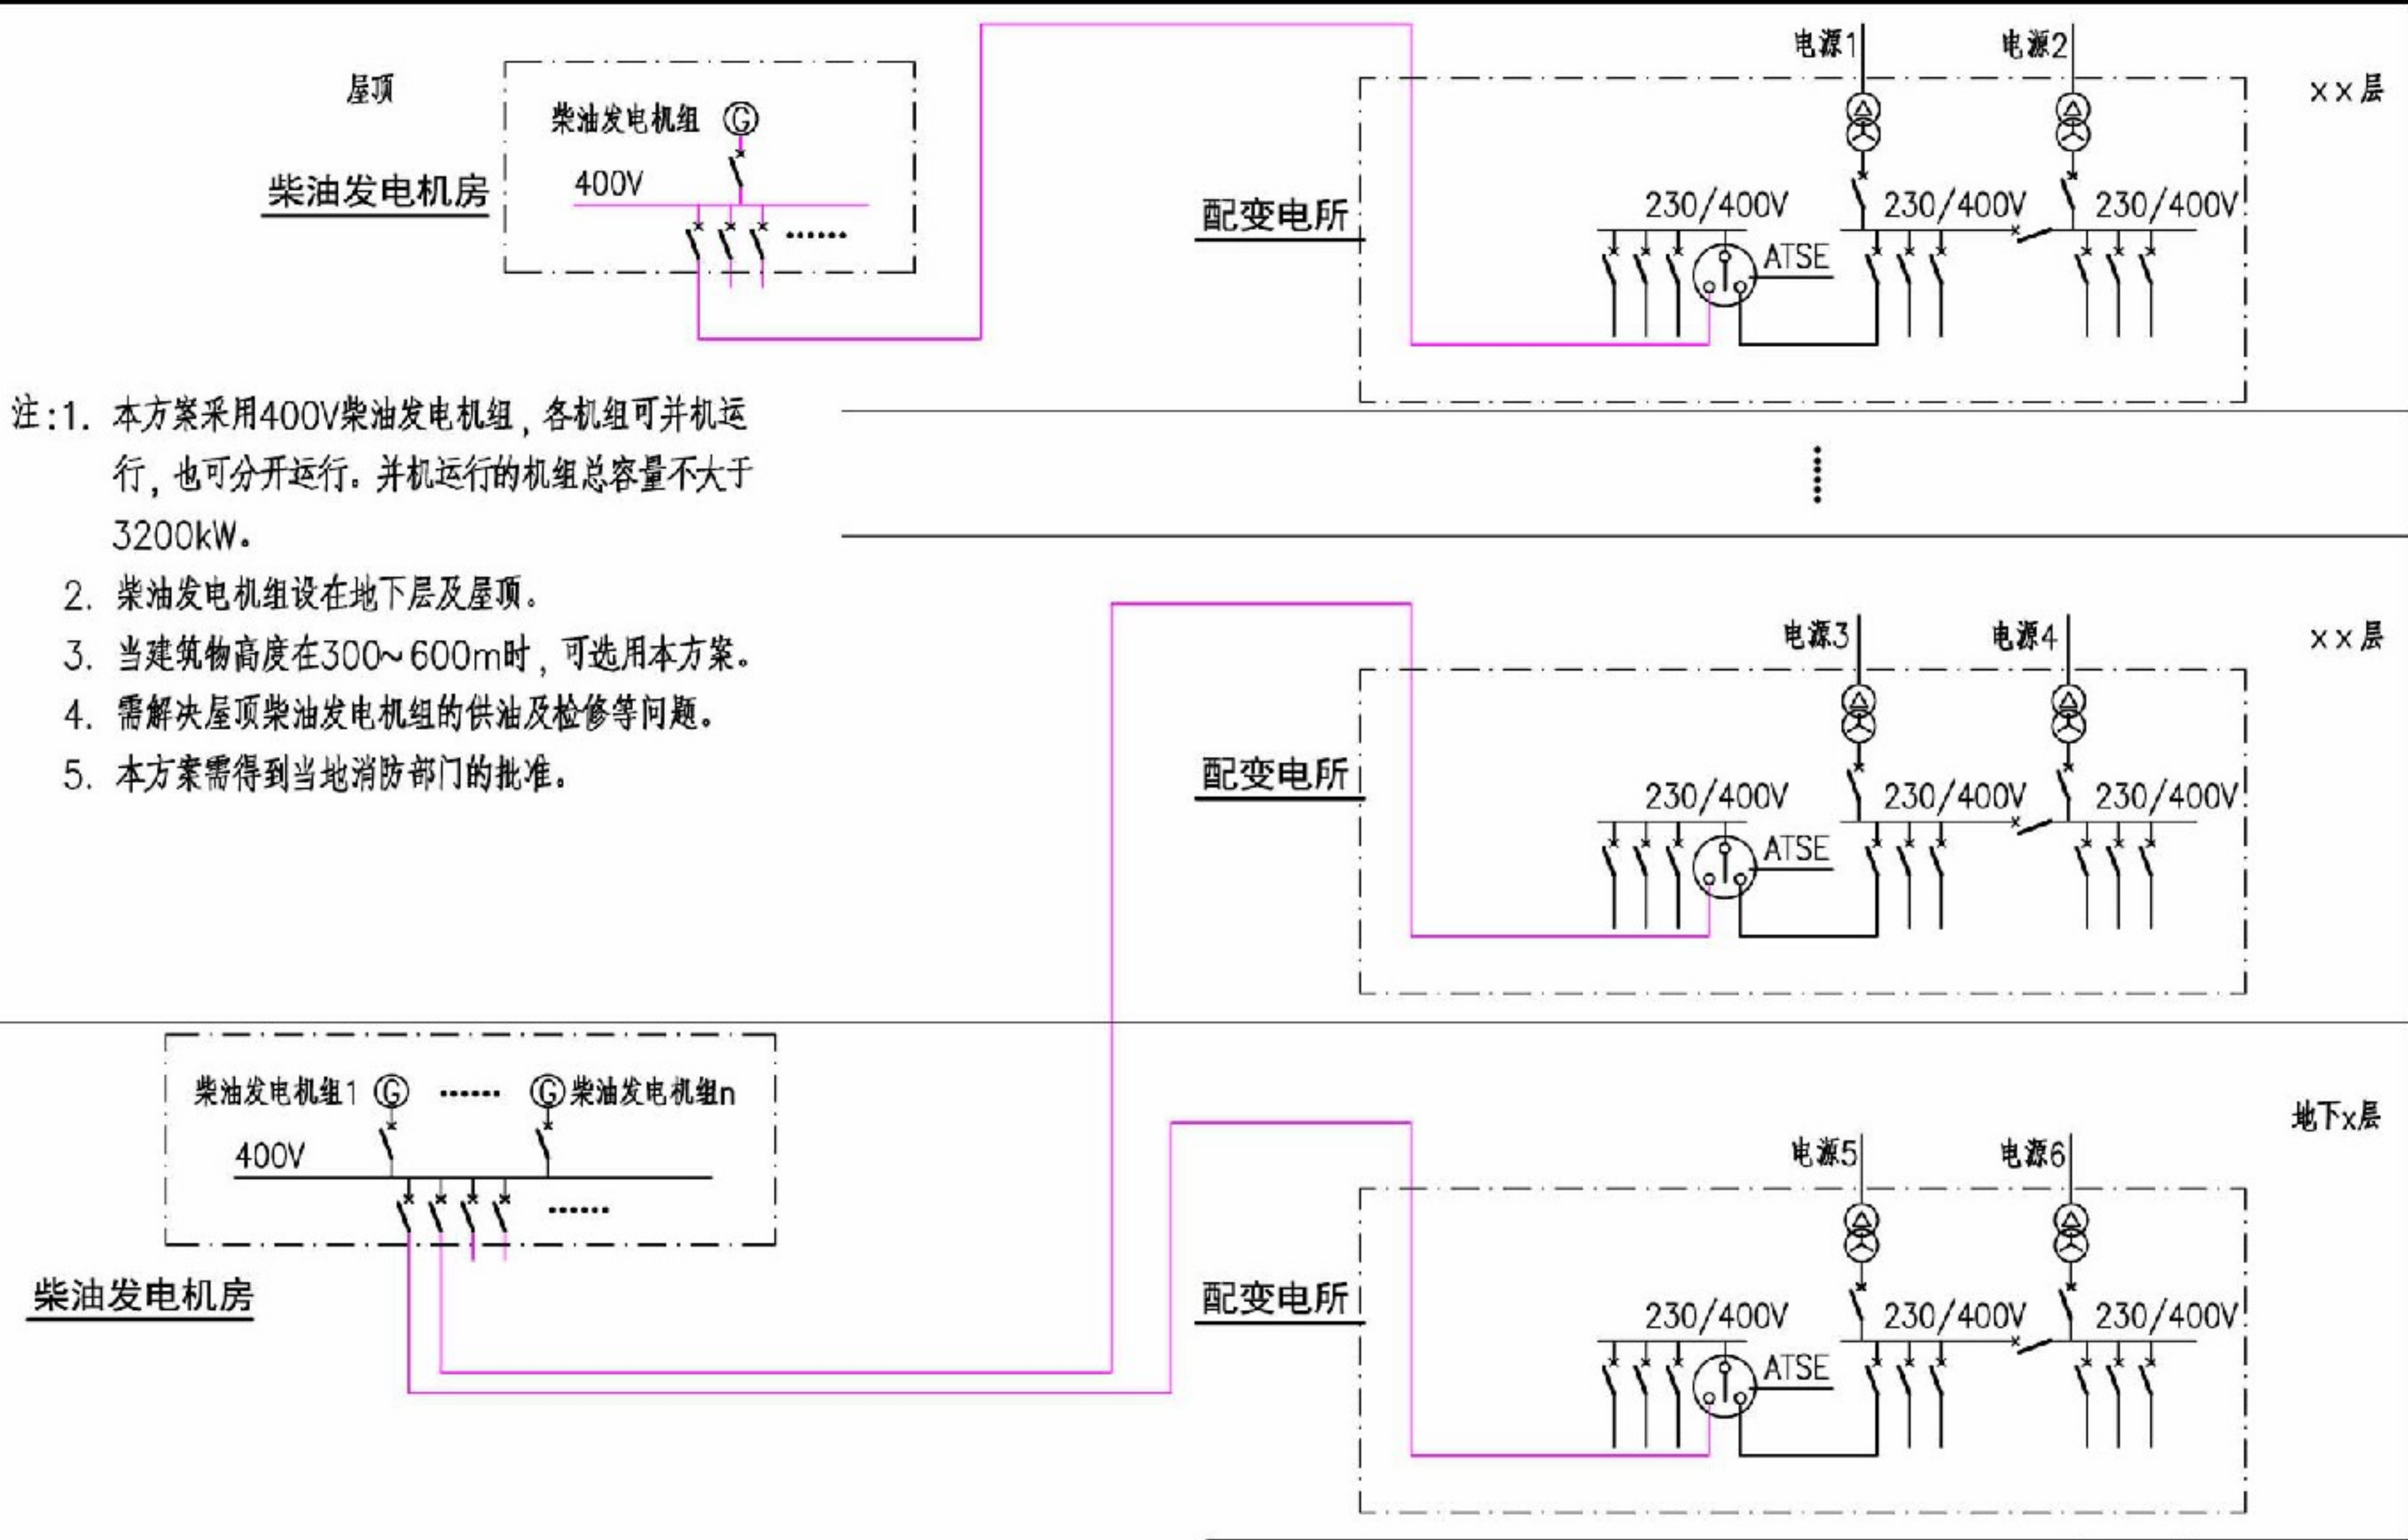 电源1
电源2
屋顶
××层
柴油发电机组 G
柴油发电机房
400V
配变电所
230/400V
230/400V
230/400V
ATSE
注:1. 本方案采用400V柴油发电机组,各机组可并机运
行,也可分开运行。并机运行的机组总容量不大于
3200kW。
2. 柴油发电机组设在地下层及屋顶。
3. 当建筑物高度在300~600m时,可选用本方案。
4. 需解决屋顶柴油发电机组的供油及检修等问题。
5. 本方案需得到当地消防部门的批准。
电源3
电源4
××层
配变电所
230/400V
230/400V
230/400V
ATSE
柴油发电机组1 G ······ G 柴油发电机组n
400V
柴油发电机房
地下x层
电源5
电源6
配变电所
230/400V
230/400V
230/400V
ATSE